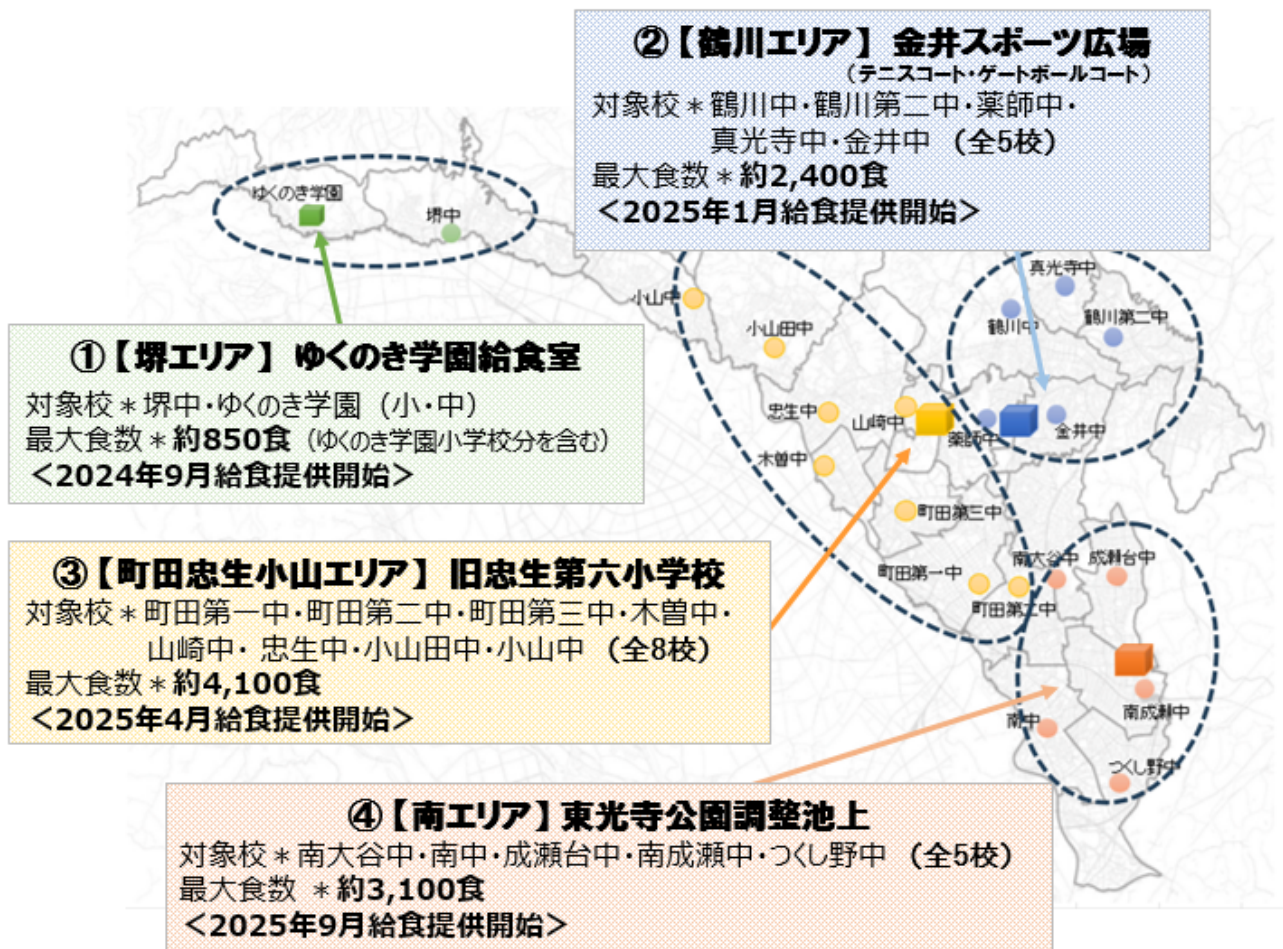 ②【鶴川エリア】 金井スポーツ広場
（テニスコート・ゲートボールコート）
対象校＊鶴川中・鶴川第二中・薬師中・
真光寺中・金井中 （全5校）
最大食数＊約2,400食
＜2025年1月給食提供開始＞
ゆくのき学園
堺中
①【堺エリア】 ゆくのき学園給食室
対象校＊堺中・ゆくのき学園（小・中）
最大食数＊約850食（ゆくのき学園小学校分を含む）
＜2024年9月給食提供開始＞
真光寺中
鶴川中
鶴川第二中
小山中
小山田中
忠生中
山崎中
薬師中
金井中
木曽中
町田第三中
町田第一中
町田第二中
南大谷中
成瀬台中
南成瀬中
南中
つくし野中
③【町田忠生小山エリア】 旧忠生第六小学校
対象校＊町田第一中・町田第二中・町田第三中・木曽中・
山崎中・ 忠生中・小山田中・小山中 （全8校）
最大食数＊約4,100食
＜2025年4月給食提供開始＞
④【南エリア】東光寺公園調整池上
対象校＊南大谷中・南中・成瀬台中・南成瀬中・つくし野中 （全5校）
最大食数 ＊約3,100食
＜2025年9月給食提供開始＞